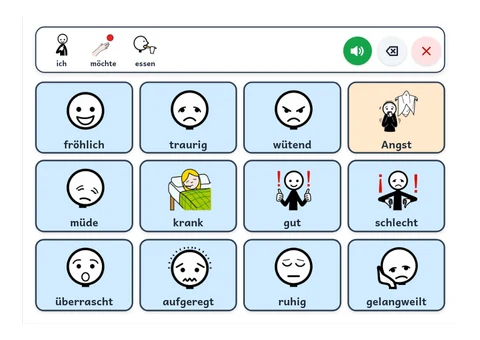 ich möchte essen
fröhlich traurig wütend Angst
müde krank gut schlecht
überrascht aufgeregt ruhig gelangweilt